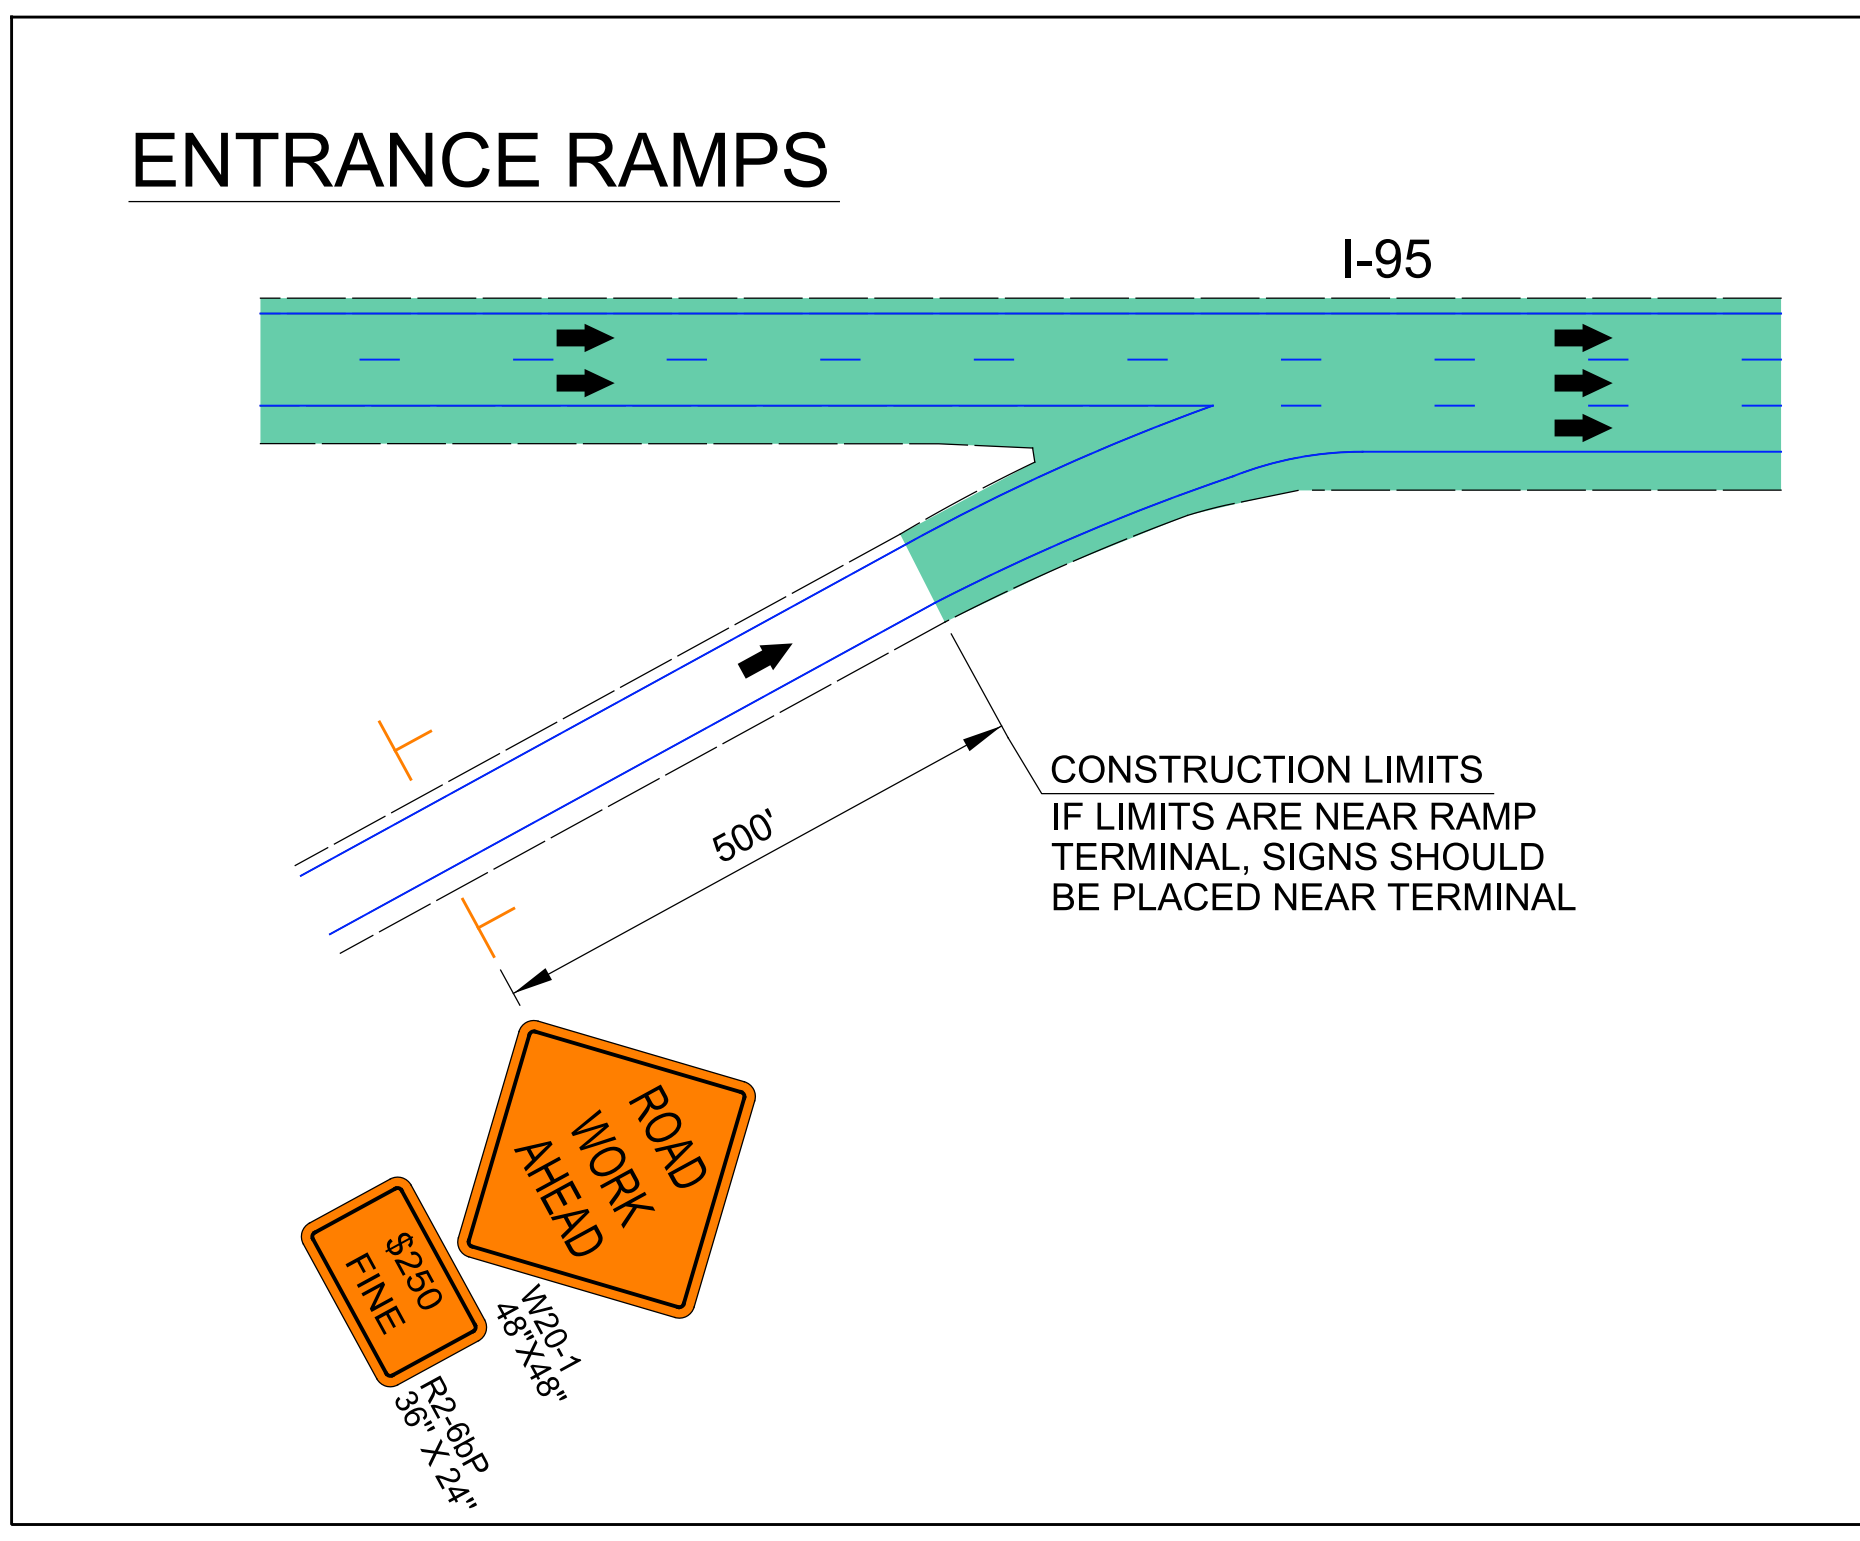 ENTRANCE RAMPS
I-95
CONSTRUCTION LIMITS
IF LIMITS ARE NEAR RAMP
TERMINAL, SIGNS SHOULD
BE PLACED NEAR TERMINAL
500'
ROAD
WORK
AHEAD
W20-1
48"X48"
$250
FINE
R2-6bP
36" X 24"